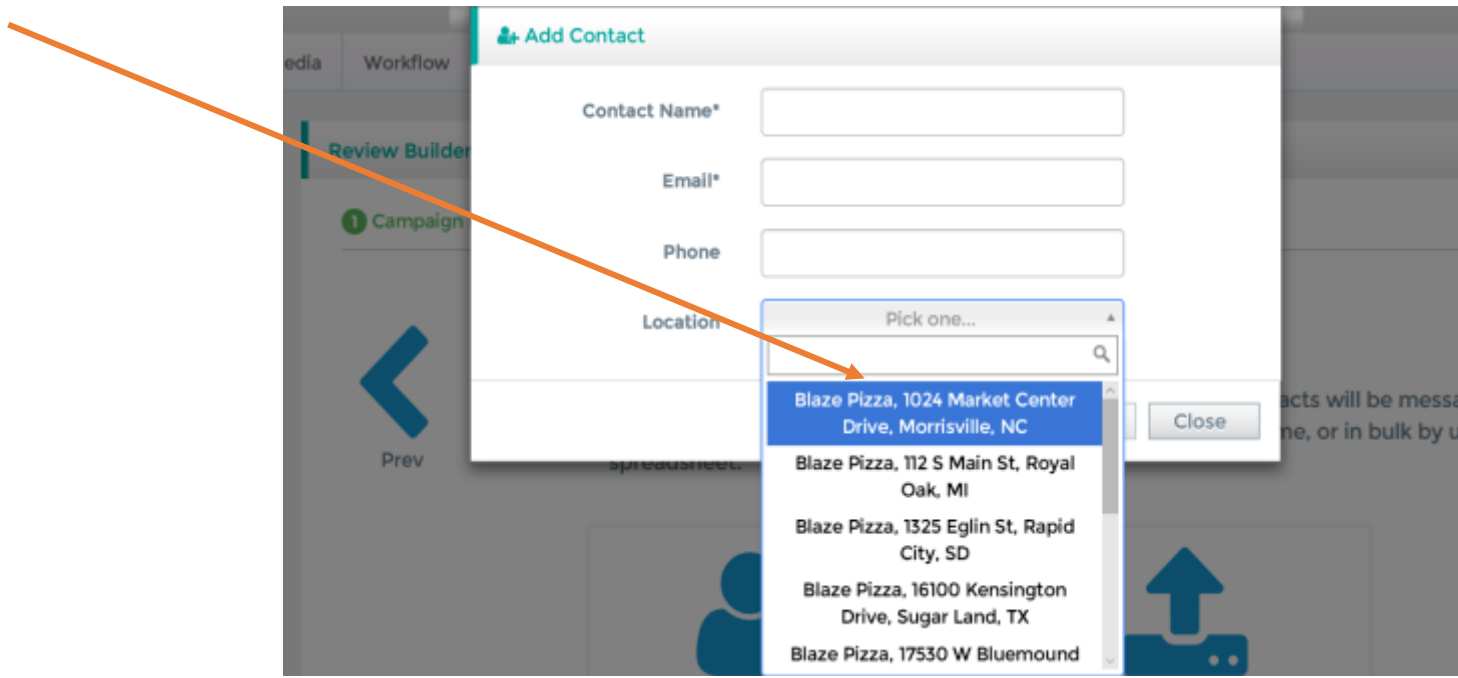 Add Contact
edia Workflow
Contact Name*
Review Builder
Email*
1 Campaign
Phone
Location
Pick one...
Blaze Pizza, 1024 Market Center
Drive, Morrisville, NC
Close
acts will be messa
me, or in bulk by u
Prev
spreadsheet.
Blaze Pizza, 112 S Main St, Royal
Oak, MI
Blaze Pizza, 1325 Eglin St, Rapid
City, SD
Blaze Pizza, 16100 Kensington
Drive, Sugar Land, TX
Blaze Pizza, 17530 W Bluemound